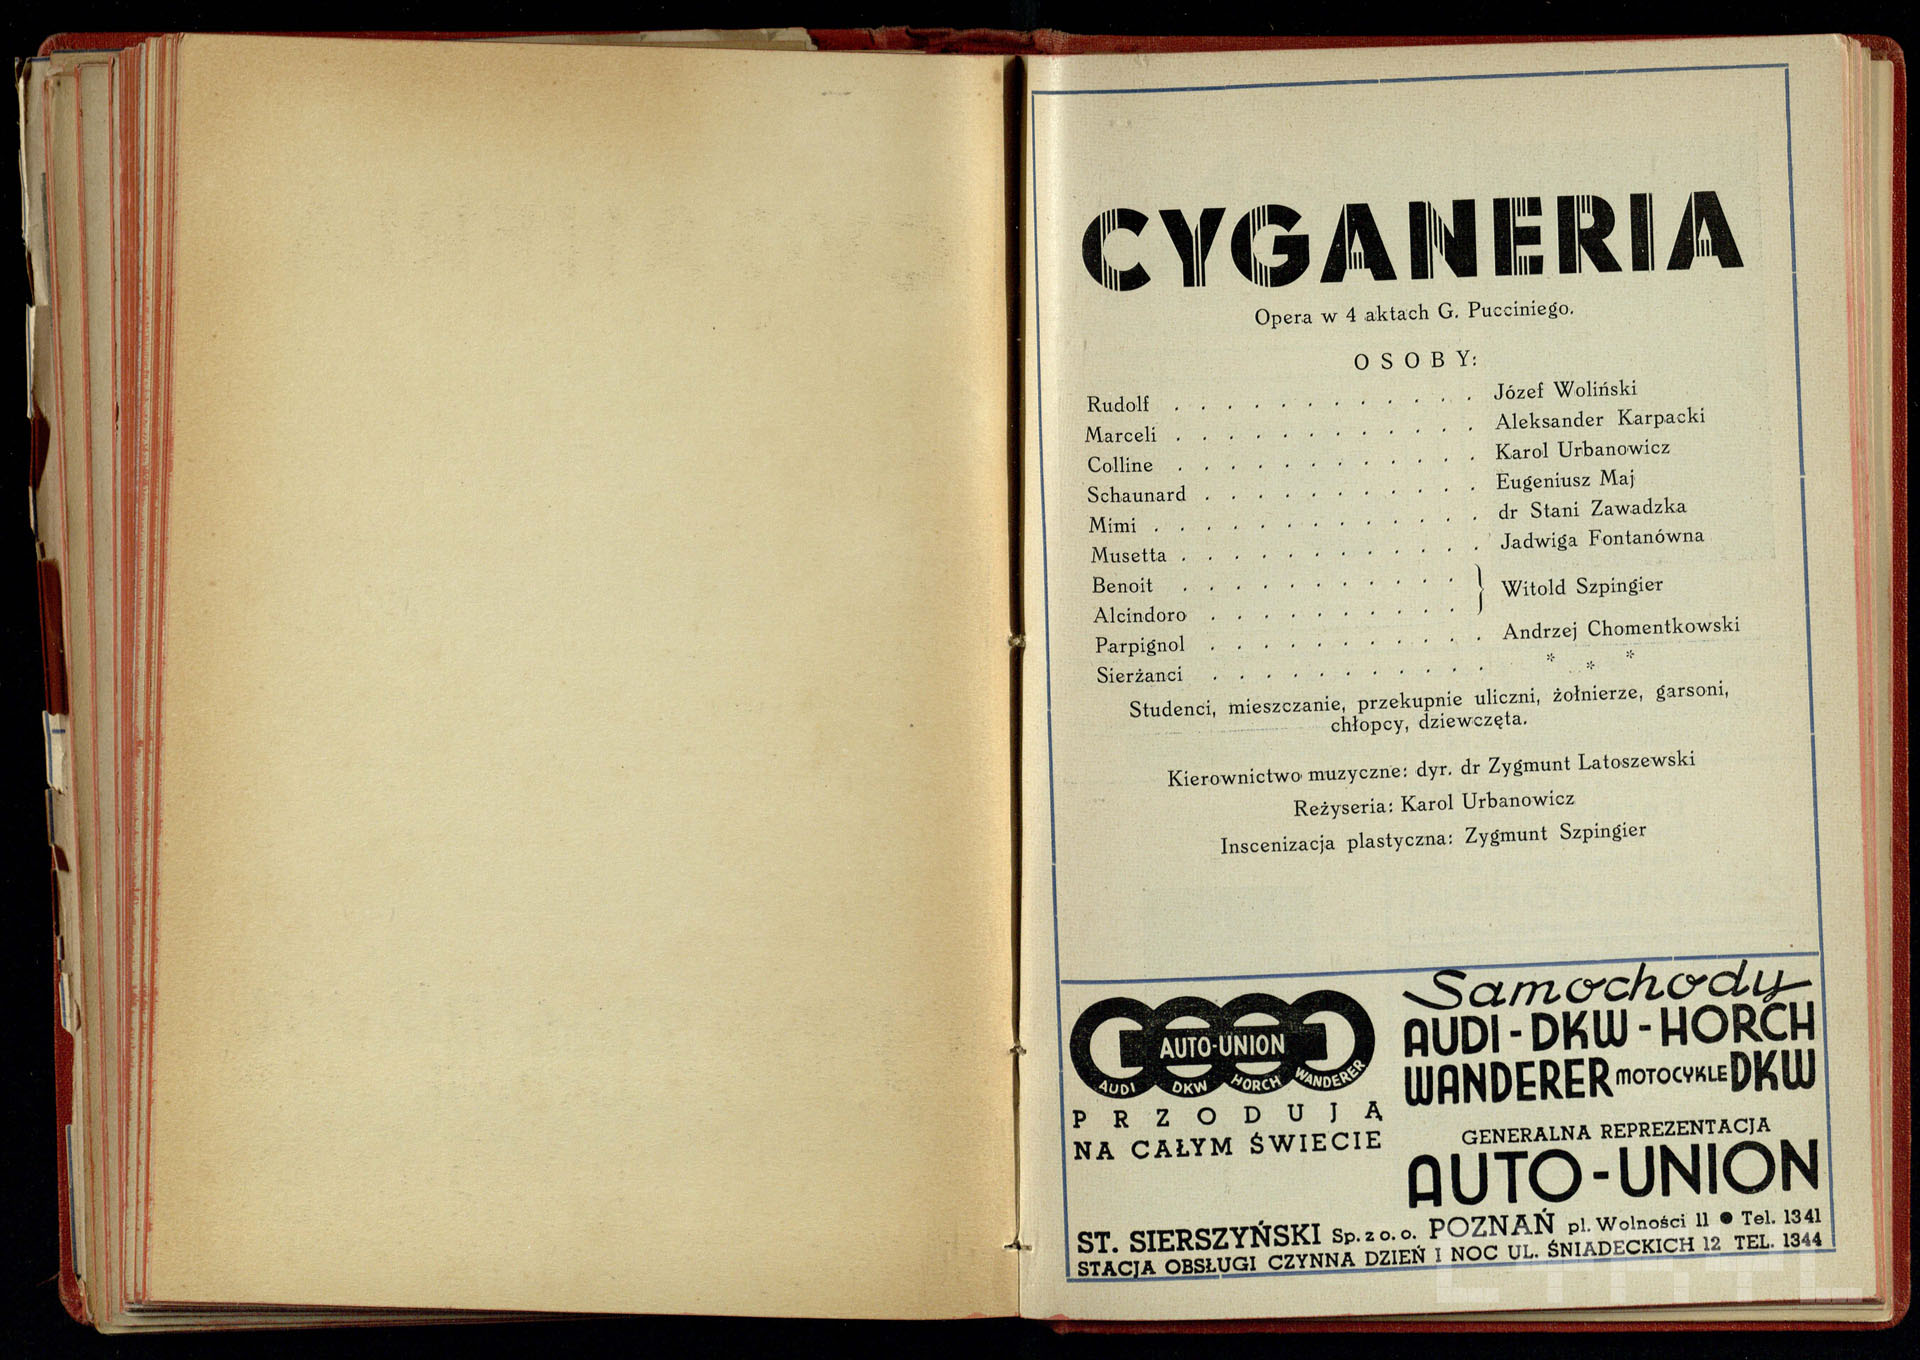 CYGANERIA
Opera w 4 aktach G. Pucciniego.
OSOBY:
Rudolf . . . . . . . . . . . . Józef Woliński
Marceli . . . . . . . . . . . . Aleksander Karpacki
Colline . . . . . . . . . . . . Karol Urbanowicz
Schaunard . . . . . . . . . . . Eugeniusz Maj
Mimi . . . . . . . . . . . . . dr Stani Zawadzka
Musetta . . . . . . . . . . . . Jadwiga Fontanówna
Benoit . . . . . . . . . . . } Witold Szpingier
Alcindoro . . . . . . . . . .
Parpignol . . . . . . . . . . . Andrzej Chomentkowski
Sierżanci . . . . . . . . . . . * * *
Studenci, mieszczanie, przekupnie uliczni, żołnierze, garsoni,
chłopcy, dziewczęta.
Kierownictwo muzyczne: dyr. dr Zygmunt Latoszewski
Reżyseria: Karol Urbanowicz
Inscenizacja plastyczna: Zygmunt Szpingier
AUTO-UNION
AUDI DKW HORCH WANDERER
PRZODUJĄ
NA CAŁYM ŚWIECIE
Samochody
AUDI-DKW-HORCH
WANDERER MOTOCYKLE DKW
GENERALNA REPREZENTACJA
AUTO-UNION
ST. SIERSZYŃSKI Sp. z o. o. POZNAŃ pl. Wolności 11 ● Tel. 1341
STACJA OBSŁUGI CZYNNA DZIEŃ I NOC UL. ŚNIADECKICH 12 TEL. 1344